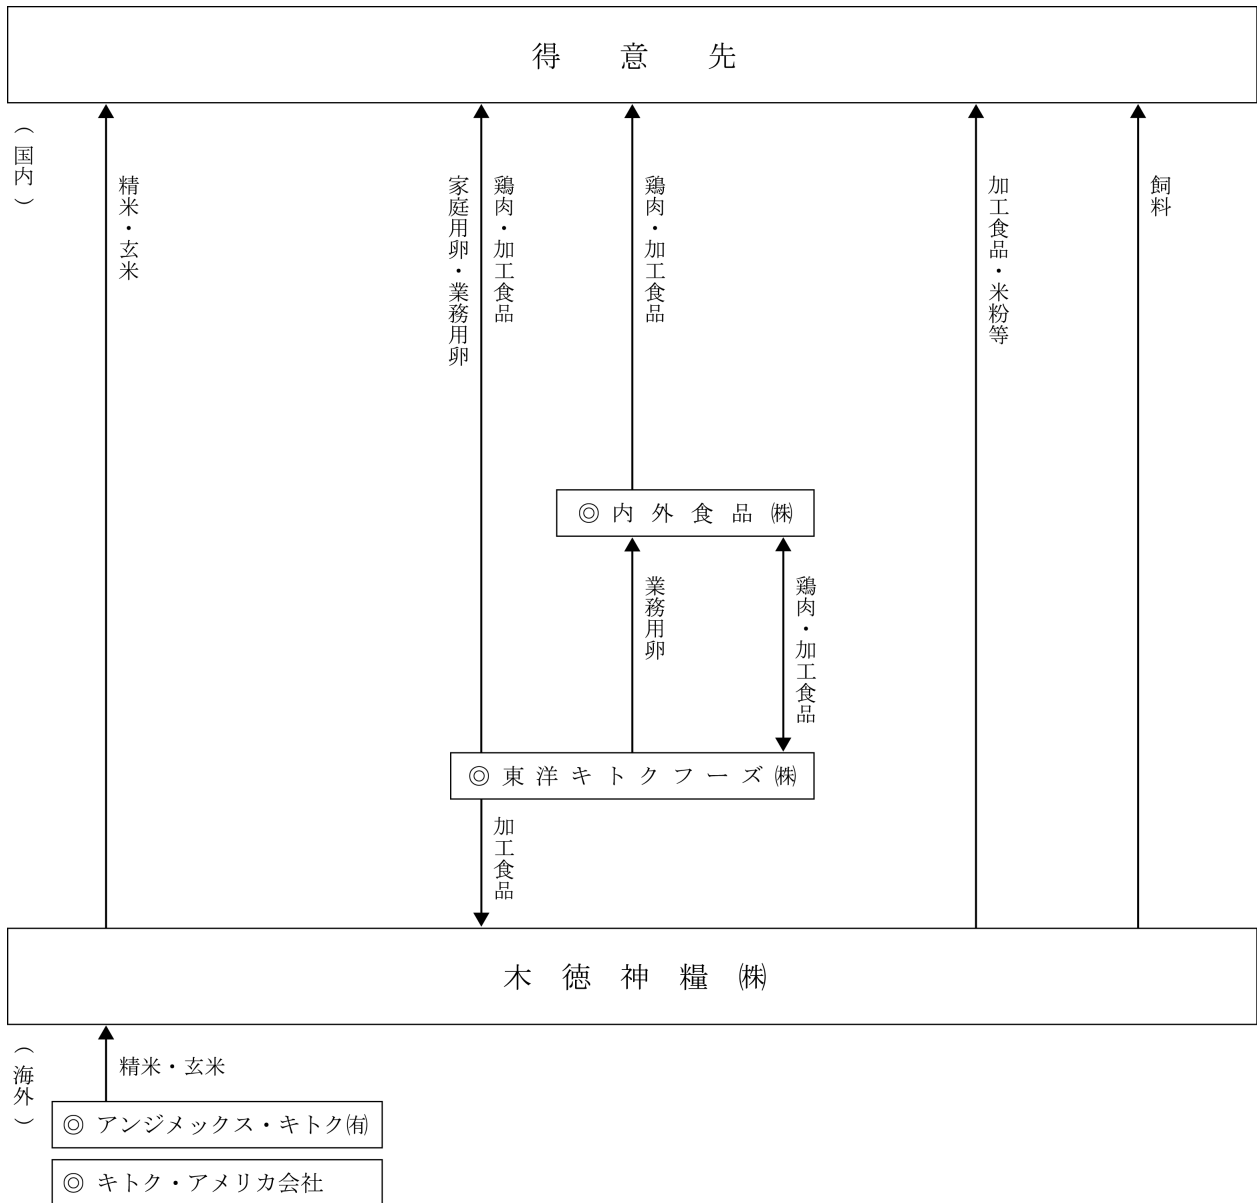 得意先
（国内）
精米・玄米
家庭用卵・業務用卵
鶏肉・加工食品
鶏肉・加工食品
加工食品・米粉等
飼料
◎ 内外食品㈱
業務用卵
鶏肉・加工食品
◎ 東洋キトクフーズ㈱
加工食品
木徳神糧㈱
（海外）
精米・玄米
◎ アンジメックス・キトク㈲
◎ キトク・アメリカ会社